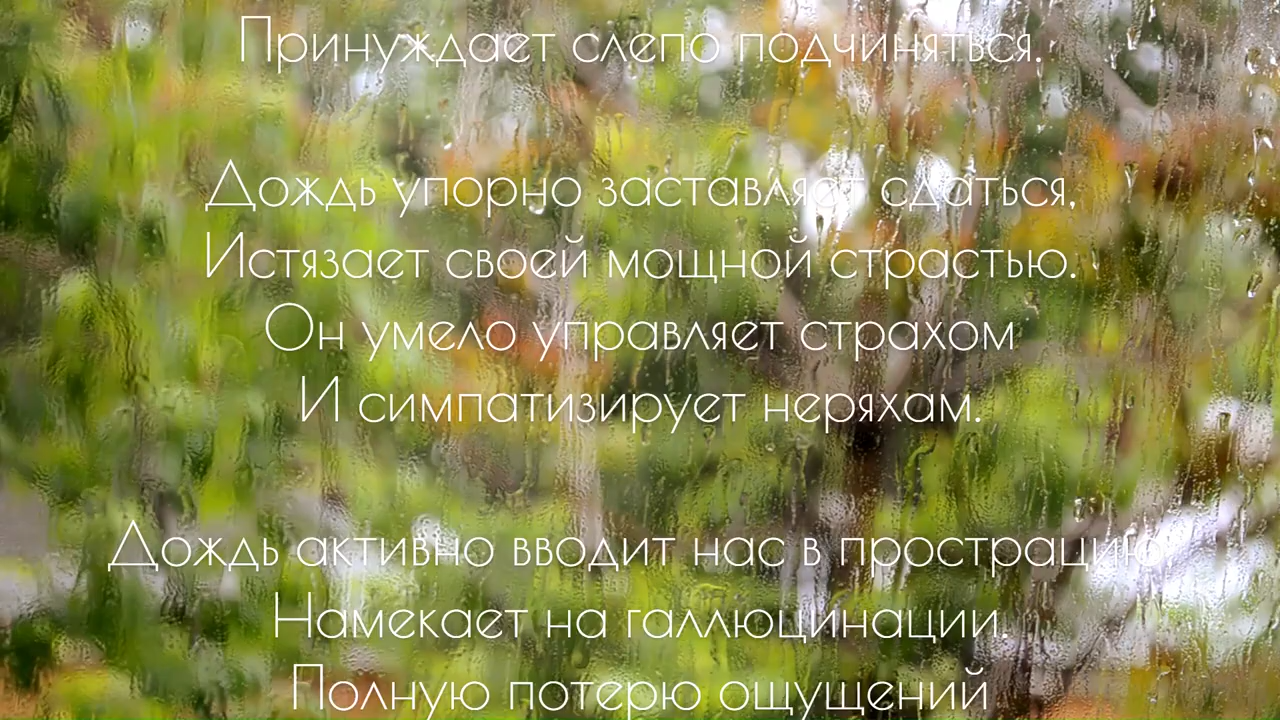 Принуждает слепо подчиняться.
Дождь упорно заставляет сдаться,
Истязает своей мощной страстью.
Он умело управляет страхом
И симпатизирует неряхам.
Дождь активно вводит нас в прострацию,
Намекает на галлюцинации.
Полную потерю ощущений